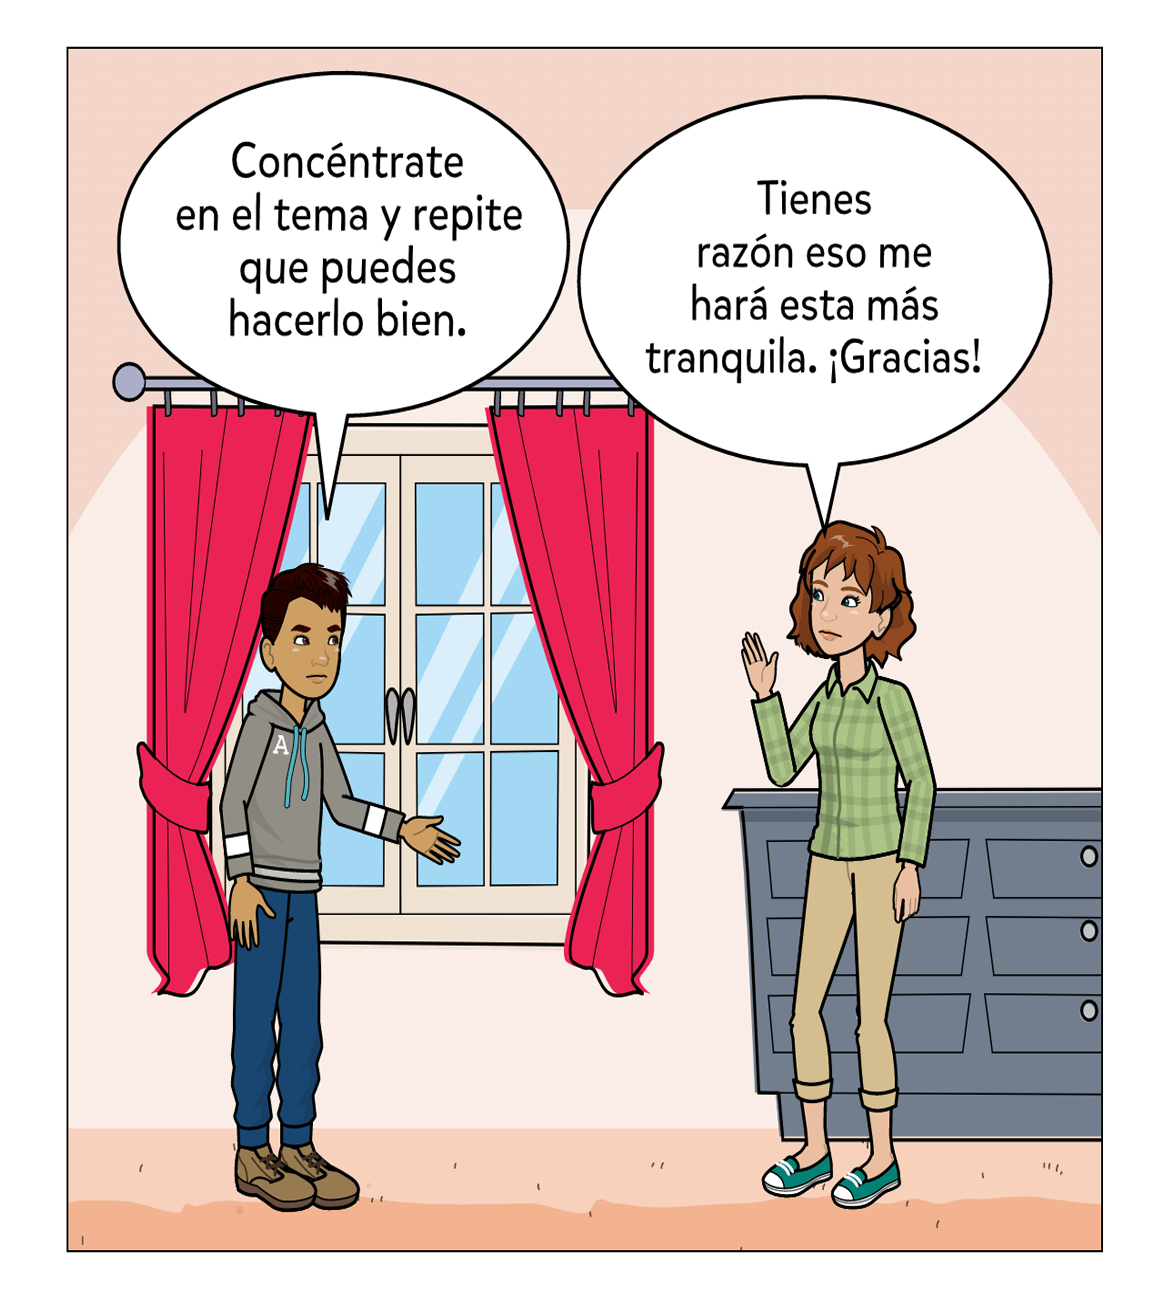 Concéntrate
en el tema y repite
que puedes
hacerlo bien.
Tienes
razón eso me
hará esta más
tranquila. ¡Gracias!
A